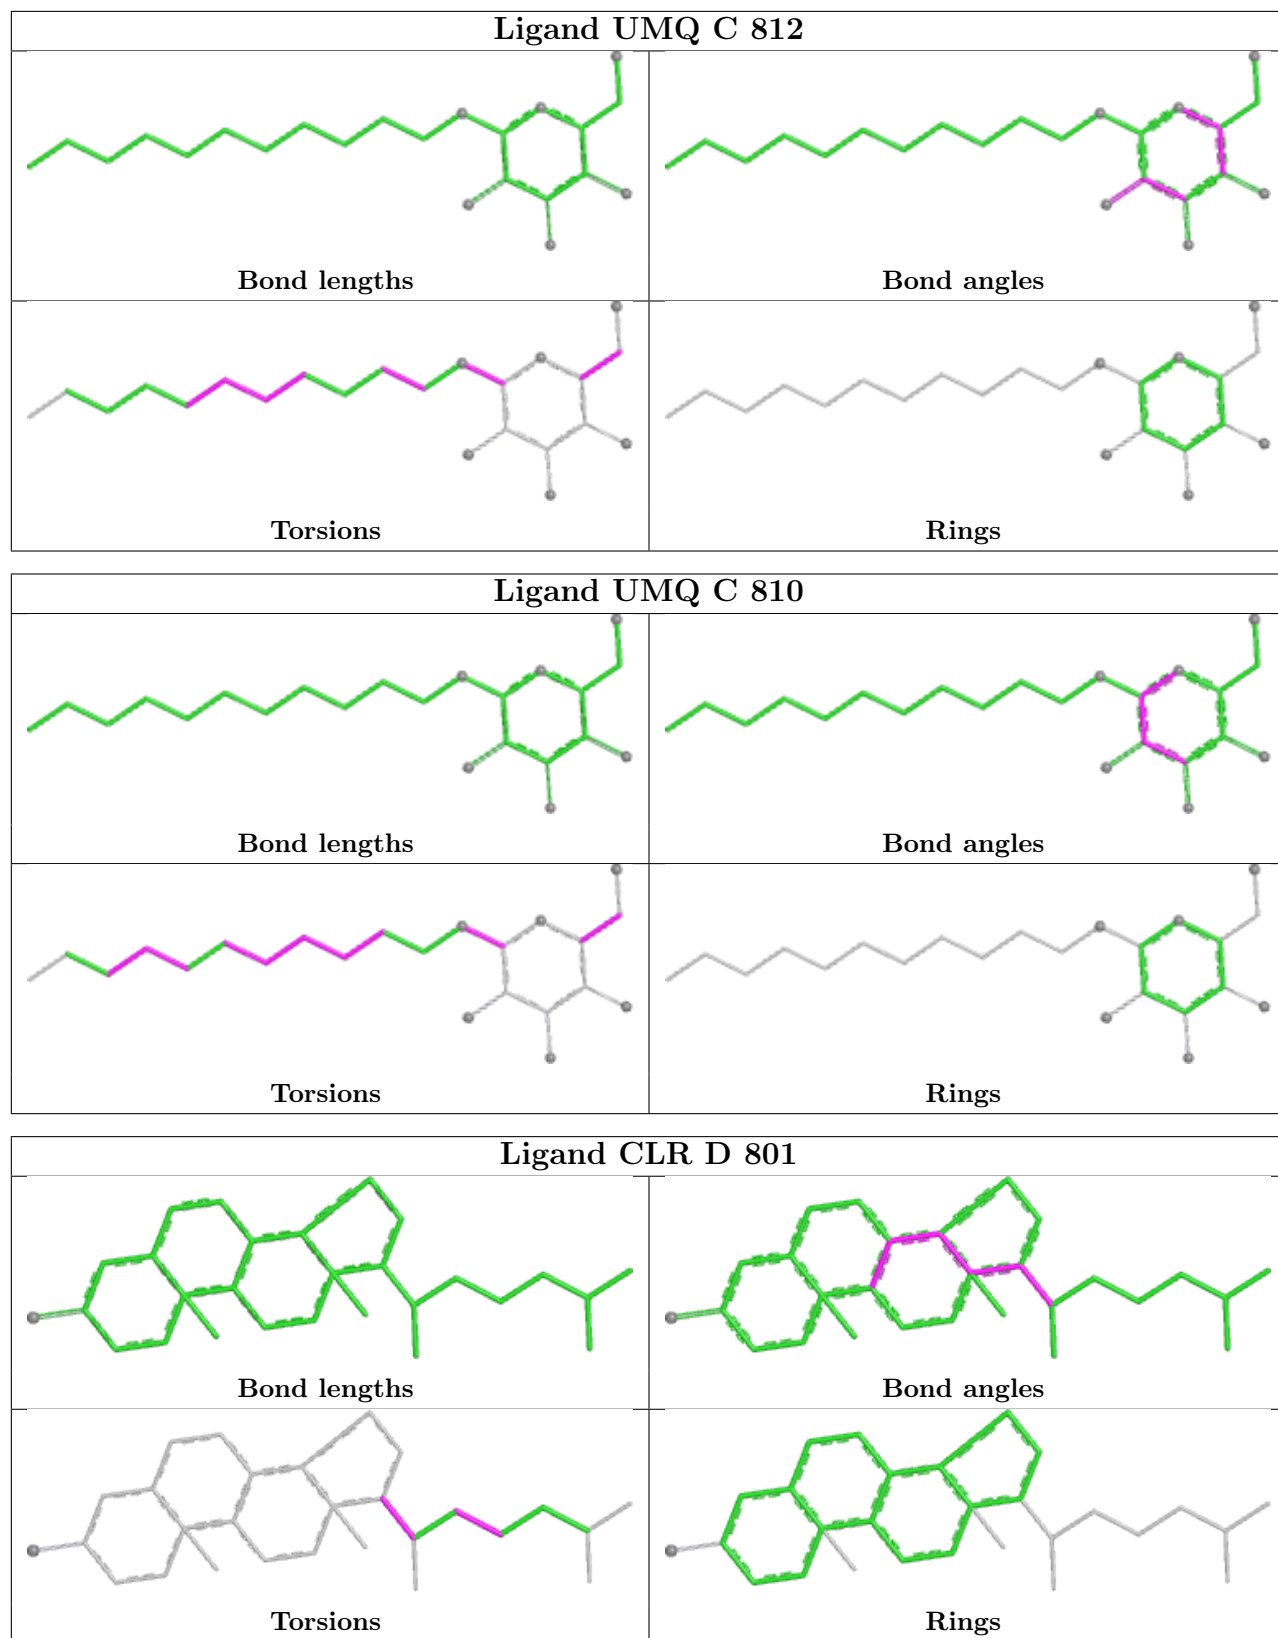 Ligand UMQ C 812
Bond lengths
Bond angles
Torsions
Rings
Ligand UMQ C 810
Bond lengths
Bond angles
Torsions
Rings
Ligand CLR D 801
Bond lengths
Bond angles
Torsions
Rings